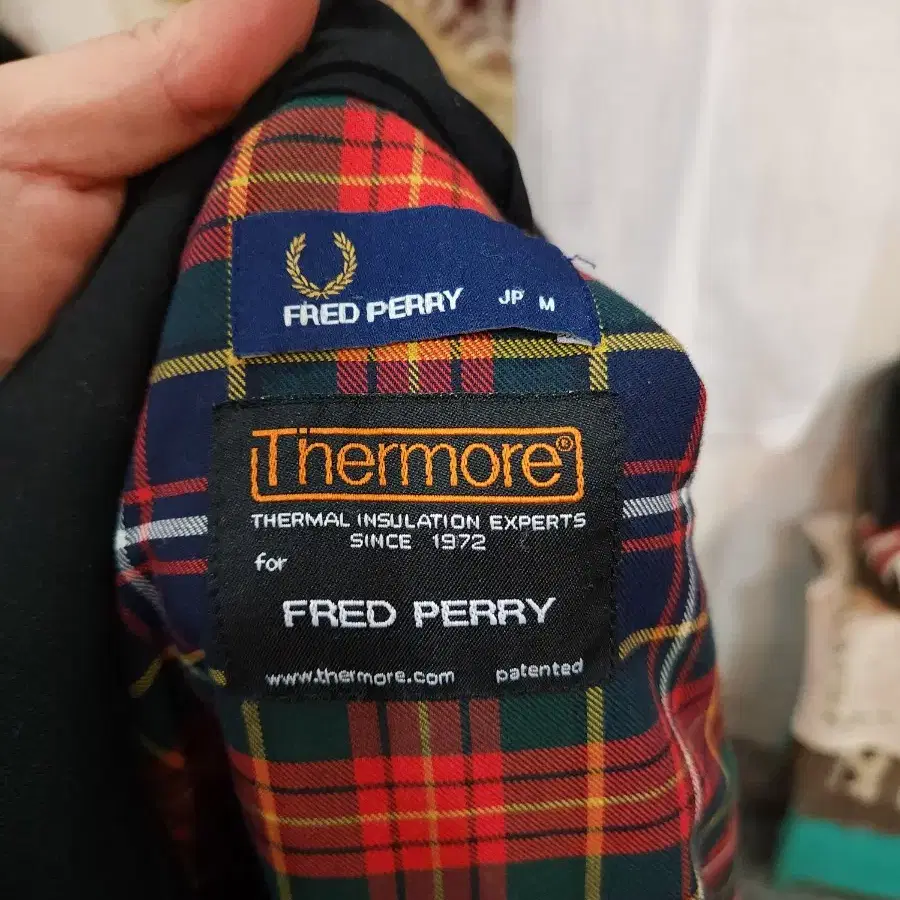 FRED PERRY JP M
Thermore®
THERMAL INSULATION EXPERTS
SINCE 1972
for
FRED PERRY
www.thermore.com patented